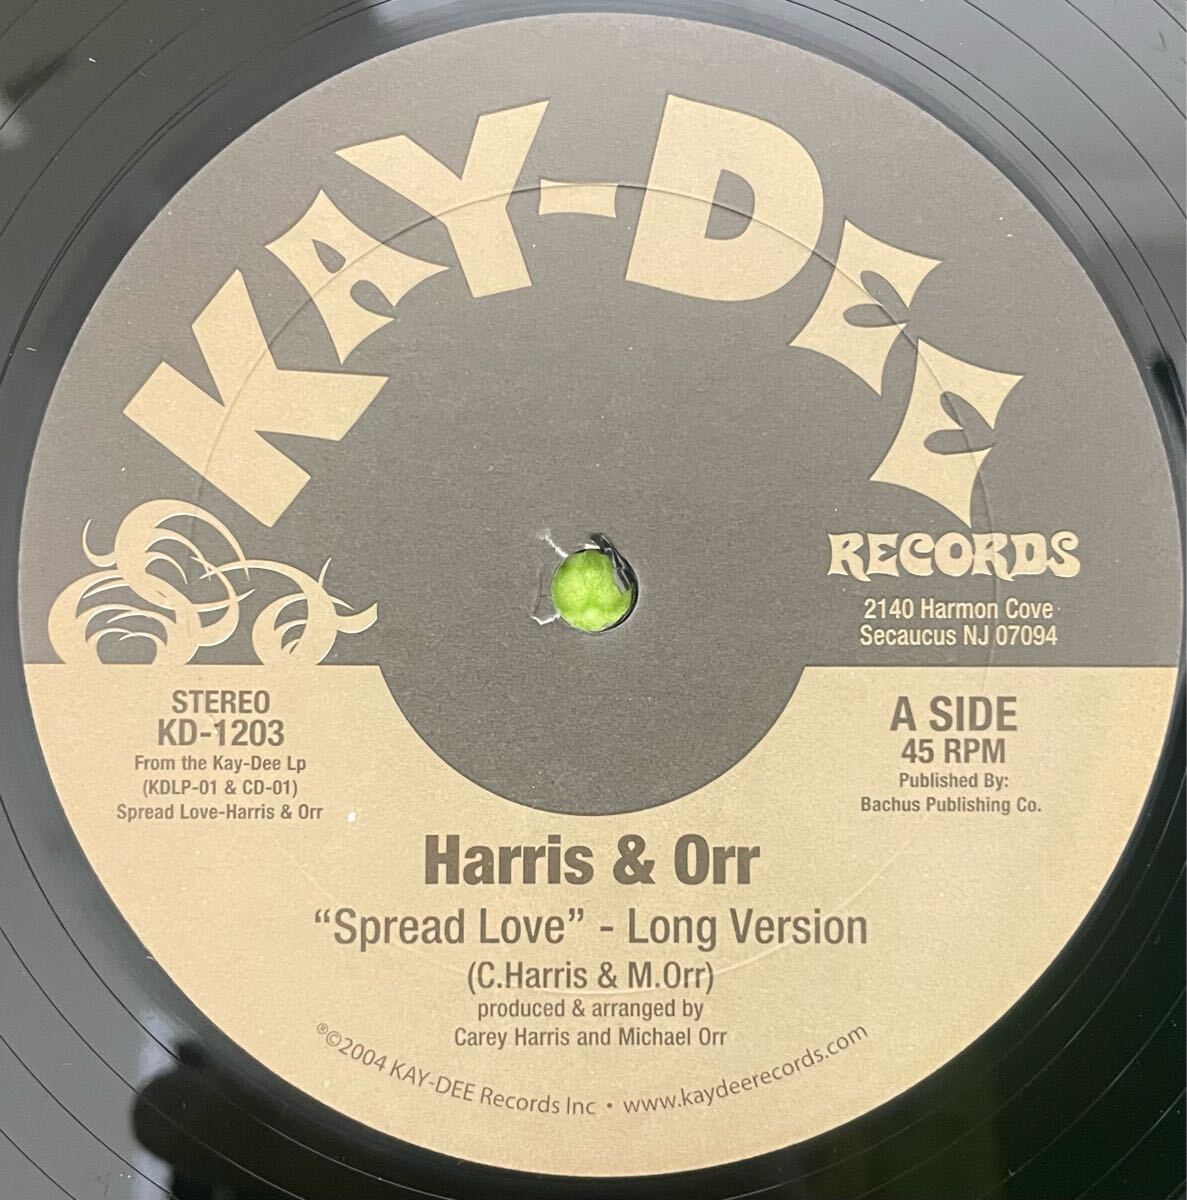 KAY-DEE
RECORDS
2140 Harmon Cove
Secaucus NJ 07094
STEREO
KD-1203
From the Kay-Dee Lp
(KDLP-01 & CD-01)
Spread Love-Harris & Orr
A SIDE
45 RPM
Published By:
Bachus Publishing Co.
Harris & Orr
“Spread Love” - Long Version
(C.Harris & M.Orr)
produced & arranged by
Carey Harris and Michael Orr
®©2004 KAY-DEE Records Inc • www.kaydeerecords.com